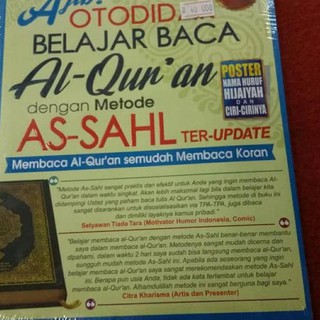 Ajib!
OTODIDAK
BELAJAR BACA
Al-Qur'an
dengan Metode
AS-SAHL TER-UPDATE
POSTER
NAMA HURUF
HIJAIYAH
DAN
CIRI-CIRINYA
Membaca Al-Qur'an semudah Membaca Koran
"Metode As-Sahl sangat praktis dan efektif untuk Anda yang ingin membaca Al-
Qur'an dalam waktu singkat. Akan lebih maksimal lagi bila dalam belajar kita
didampingi Ustaz yang paham baca tulis Al Qur'an. Sehingga metode di buku ini
sangat disarankan untuk disosialisasikan via TPA-TPA, juga dibaca
dan dimiliki layaknya kamus pribadi."
Setyawan Tiada Tara (Motivator Humor Indonesia, Comic)
"Belajar membaca al-Qur'an dengan metode As-Sahl benar-benar membantu
saya dalam membaca al-Qur'an. Metodenya sangat mudah dicerna dan
dipahami, dalam waktu 2 hari saya sudah bisa langsung membaca al-Qur'an,
sungguh mudah metode As-Sahl ini. Apabila ada seseorang yang ingin
bisa membaca al-Qur'an saya sangat merekomendasikan metode As-Sahl
ini. Berapa pun usia Anda, tidak ada kata terlambat untuk belajar membaca
al-Qur'an. Alhamdulillah metode ini sangat berguna bagi saya."
Citra Kharisma (Artis dan Presenter)